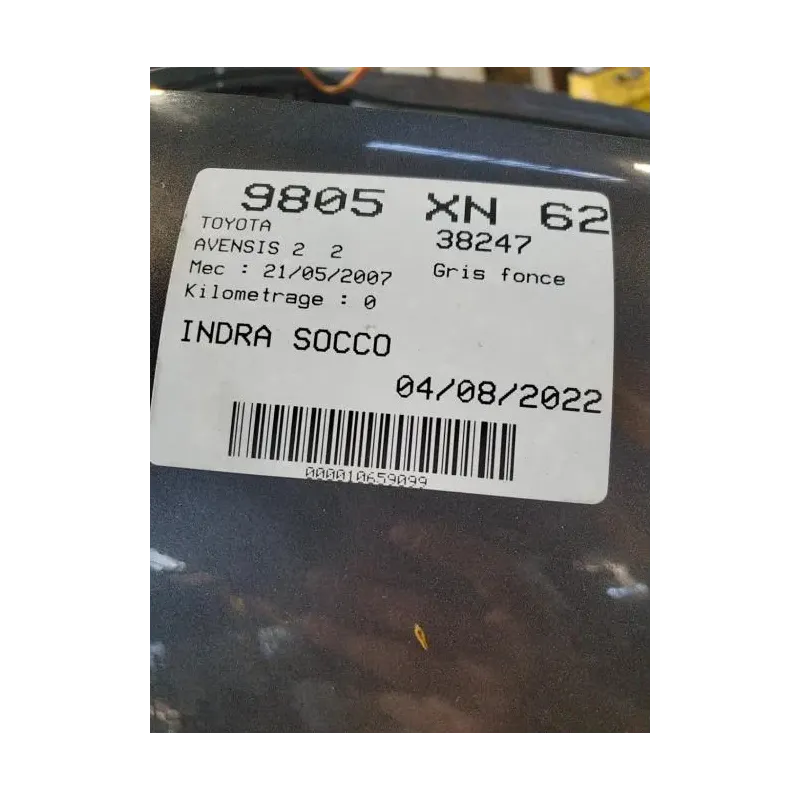 9805 XN 62
TOYOTA 38247
AVENSIS 2 2
Mec : 21/05/2007 Gris fonce
Kilometrage : 0
INDRA SOCCO
04/08/2022
000010659099